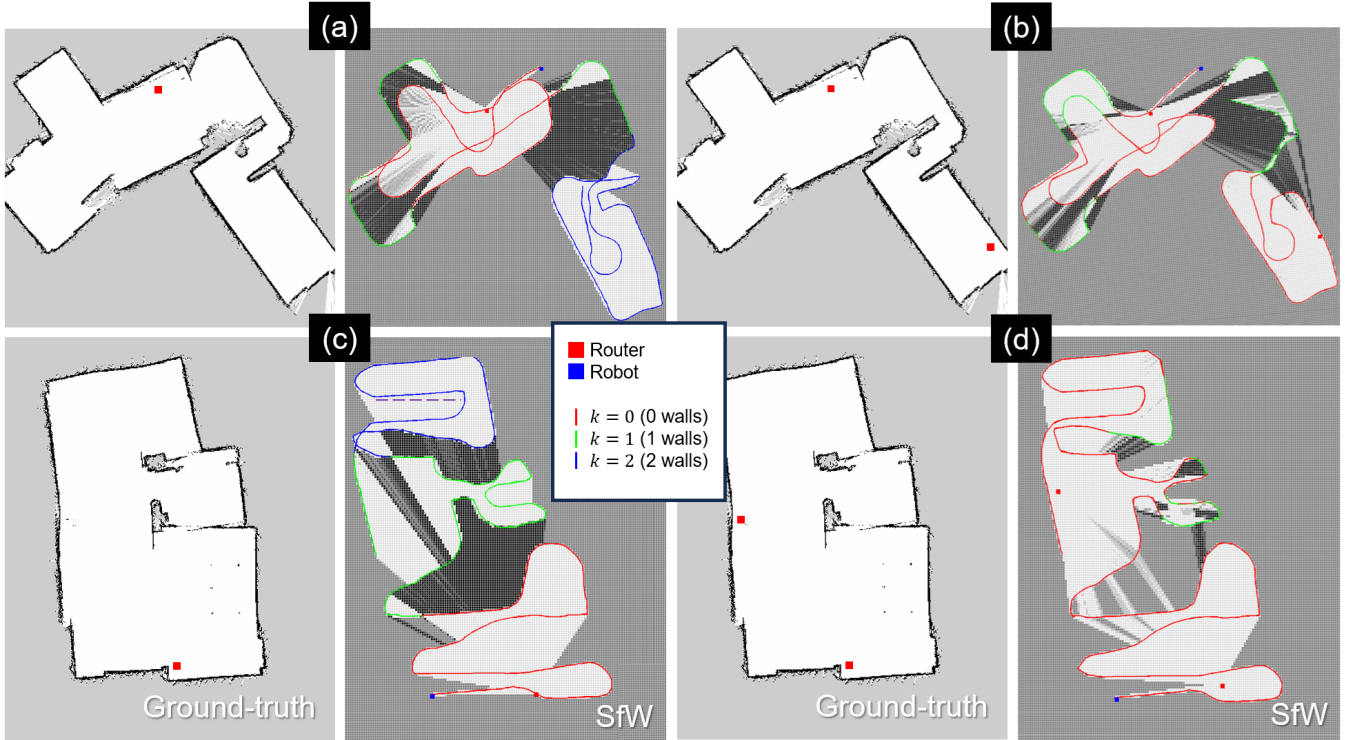 (a)
(b)
(c)
(d)
Router
Robot
k = 0 (0 walls)
k = 1 (1 walls)
k = 2 (2 walls)
Ground-truth
SfW
Ground-truth
SfW